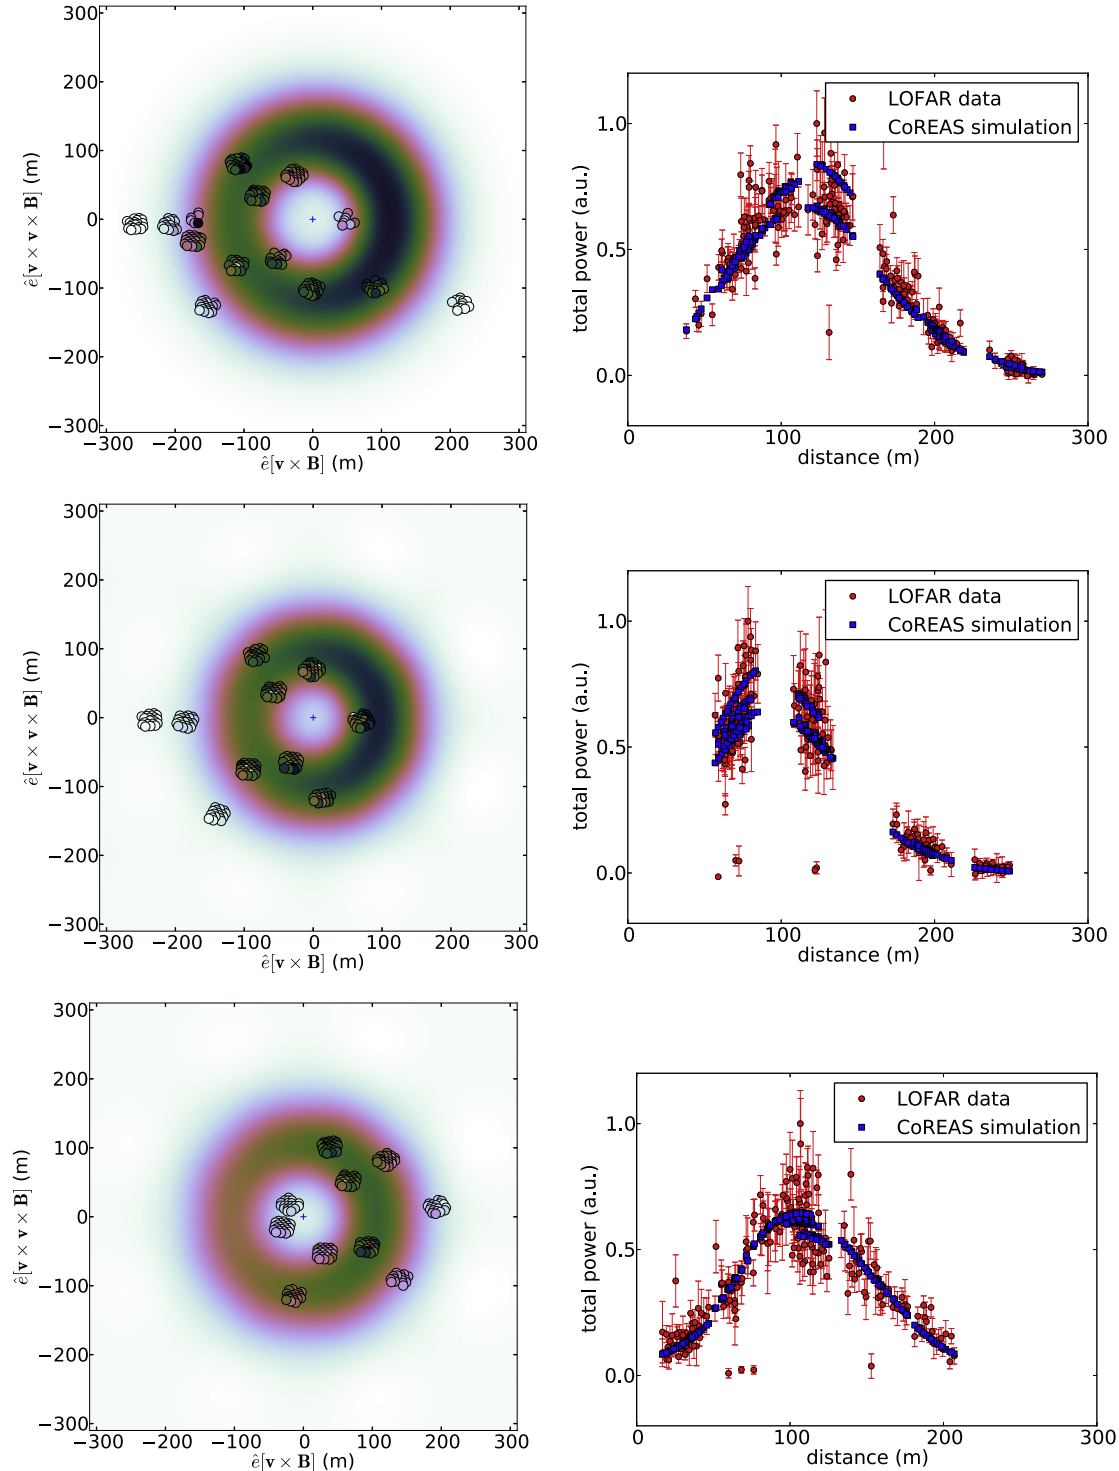 300
200
100
0
−100
−200
−300
ê[v × v × B] (m)
−300 −200 −100 0 100 200 300
ê[v × B] (m)
LOFAR data
CoREAS simulation
1.0
0.5
0.0
total power (a.u.)
0 100 200 300
distance (m)
300
200
100
0
−100
−200
−300
ê[v × v × B] (m)
−300 −200 −100 0 100 200 300
ê[v × B] (m)
LOFAR data
CoREAS simulation
1.0
0.5
0.0
total power (a.u.)
0 100 200 300
distance (m)
300
200
100
0
−100
−200
−300
ê[v × v × B] (m)
−300 −200 −100 0 100 200 300
ê[v × B] (m)
LOFAR data
CoREAS simulation
1.0
0.5
0.0
total power (a.u.)
0 100 200 300
distance (m)